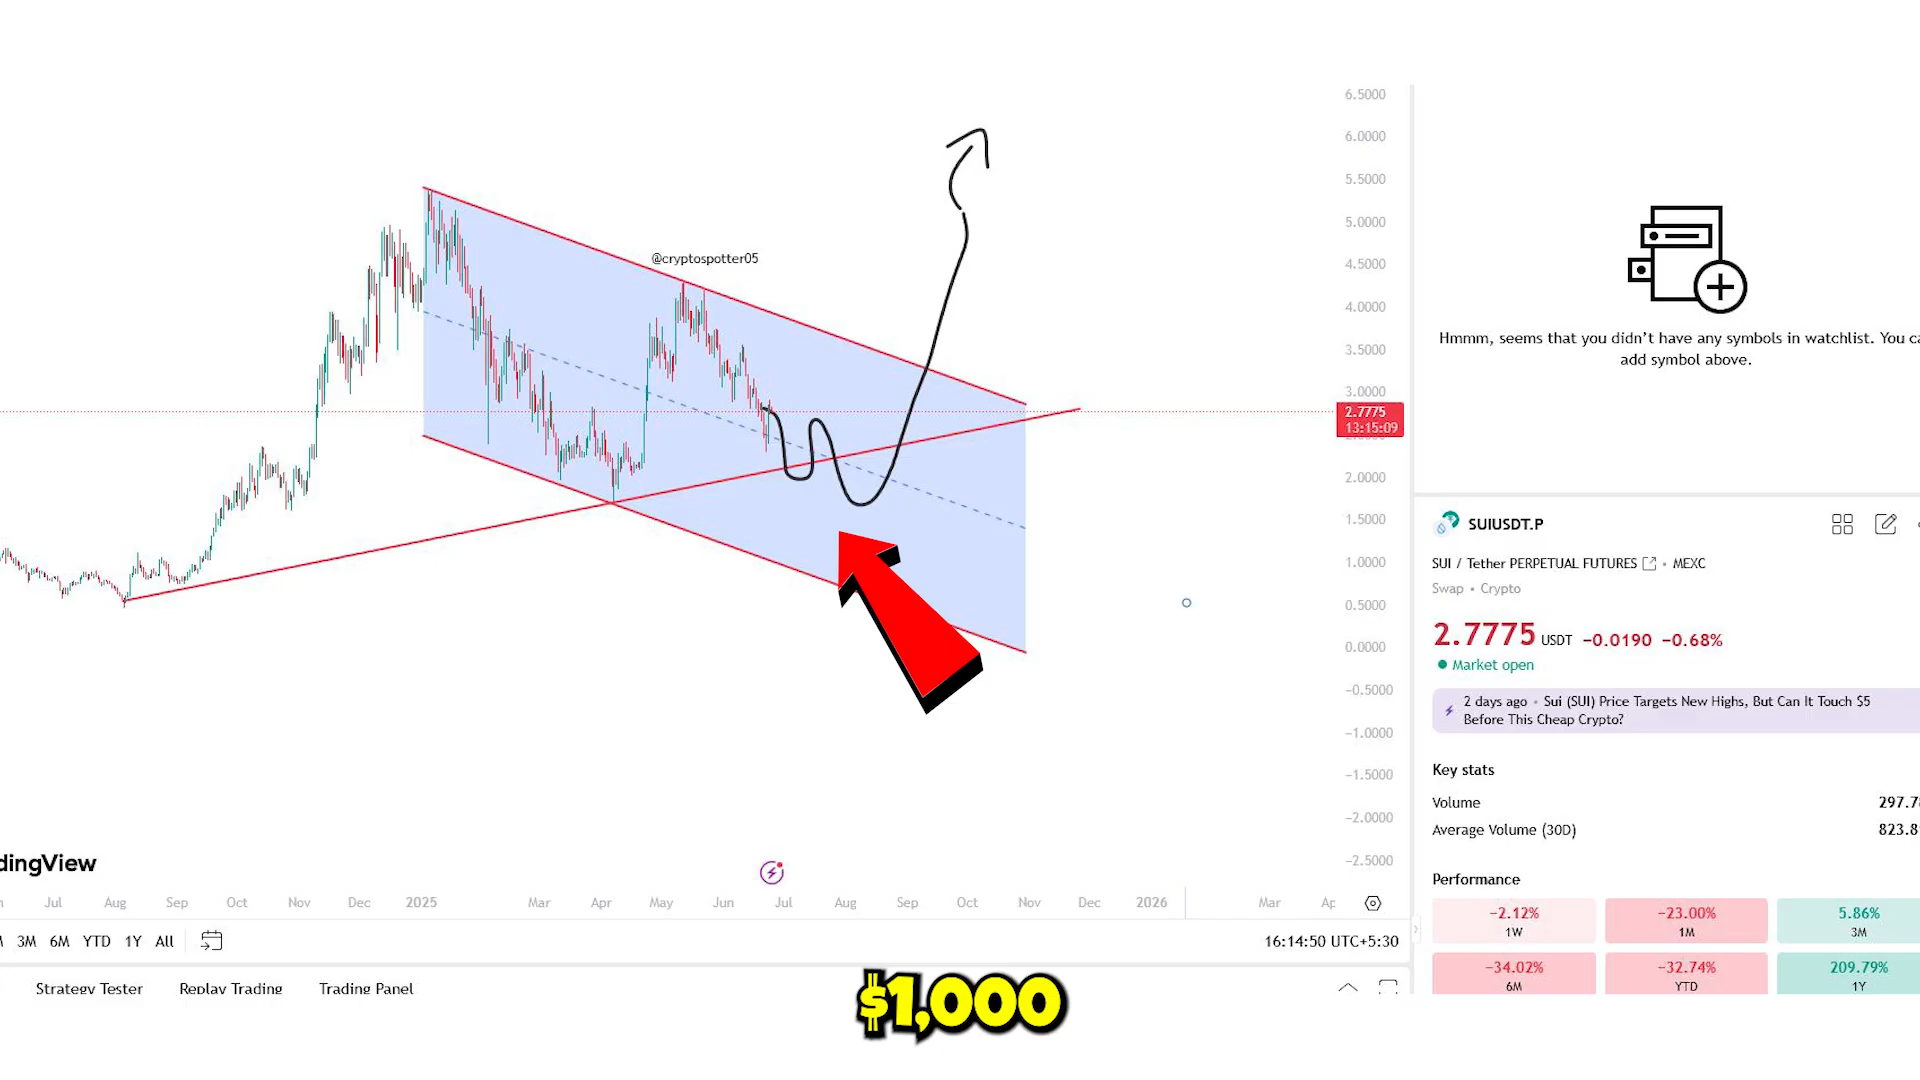 6.5000
6.0000
5.5000
5.0000
4.5000
4.0000
3.5000
3.0000
2.7775
13:15:09
2.0000
1.5000
1.0000
0.5000
0.0000
−0.5000
−1.0000
−1.5000
−2.0000
−2.5000
@cryptospotter05
dingView
Jul Aug Sep Oct Nov Dec 2025 Mar Apr May Jun Jul Aug Sep Oct Nov Dec 2026 Mar Ap
3M 6M YTD 1Y All
16:14:50 UTC+5:30
Strategy Tester Replay Trading Trading Panel
Hmmm, seems that you didn’t have any symbols in watchlist. You ca
add symbol above.
SUIUSDT.P
SUI / Tether PERPETUAL FUTURES • MEXC
Swap • Crypto
2.7775 USDT −0.0190 −0.68%
Market open
2 days ago • Sui (SUI) Price Targets New Highs, But Can It Touch $5
Before This Cheap Crypto?
Key stats
Volume 297.7
Average Volume (30D) 823.8
Performance
−2.12% −23.00% 5.86%
1W 1M 3M
−34.02% −32.74% 209.79%
6M YTD 1Y
$1,000